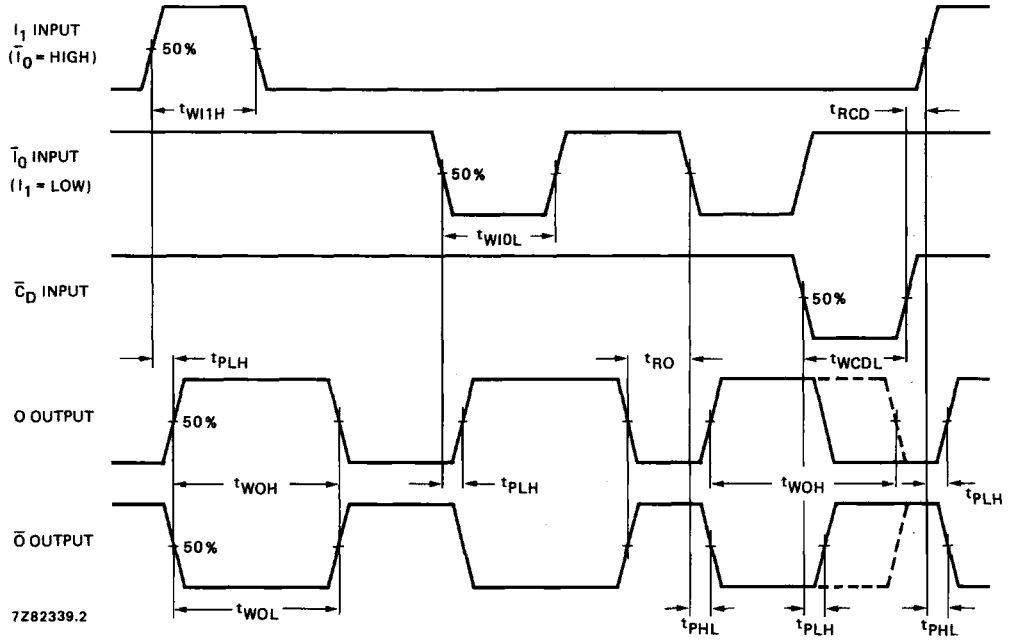 I₁ INPUT
(Ī₀ = HIGH)
50%
tWI1H
tRCD
Ī₀ INPUT
(I₁ = LOW)
50%
tWI0L
C̄D INPUT
50%
tPLH
tRO
tWCDL
O OUTPUT
50%
tWOH
tPLH
tWOH
tPLH
Ō OUTPUT
50%
tWOL
tPHL
tPLH
tPHL
7Z82339.2